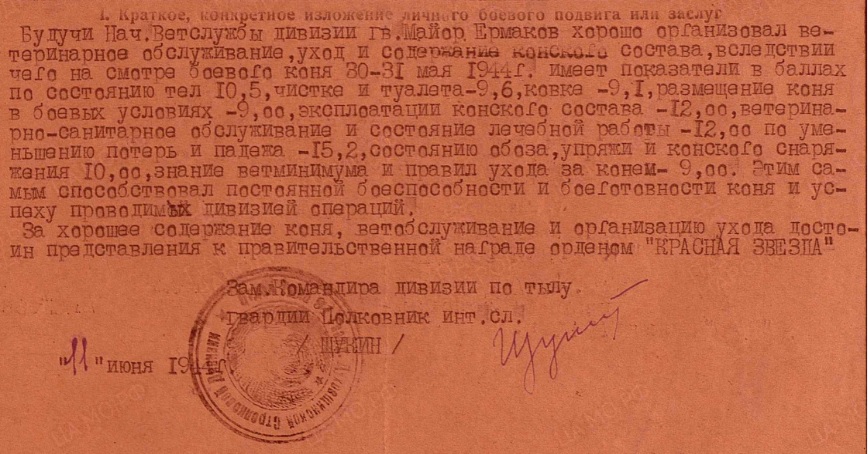 I. Краткое, конкретное изложение личного боевого подвига или заслуг
Будучи Нач.Ветслужбы дивизии гв.Майор Ермаков хорошо организовал ве-
теринарное обслуживание,уход и содержание конского состава,вследствии
чего на смотре боевого коня 30-31 мая 1944г. имеет показатели в баллах
по состоянию тел 10,5,чистке и туалета-9,6,ковке -9,1,размещение коня
в боевых условиях -9,оо,эксплоатации конского состава -12,оо,ветерина-
рно-санитарное обслуживание и состояние лечебной работы -12,оо по уме-
ньшению потерь и падежа -15,2,состоянию обоза,упряжи и конского снаря-
жения 10,оо,знание ветминимума и правил ухода за конем- 9,оо. Этим са-
мым способствовал постоянной боеспособности и боеготовности коня и ус-
пеху проводимых дивизией операций.
За хорошее содержание коня, ветобслуживание и организацию ухода досто-
ин представления к правительственной награде орденом "КРАСНАЯ ЗВЕЗДА"
Зам.Командира дивизии по тылу
гвардии Полковник инт.сл.
/ ЩУКИН /
"11" июня 194 г.
Духовщинской Стрелковой